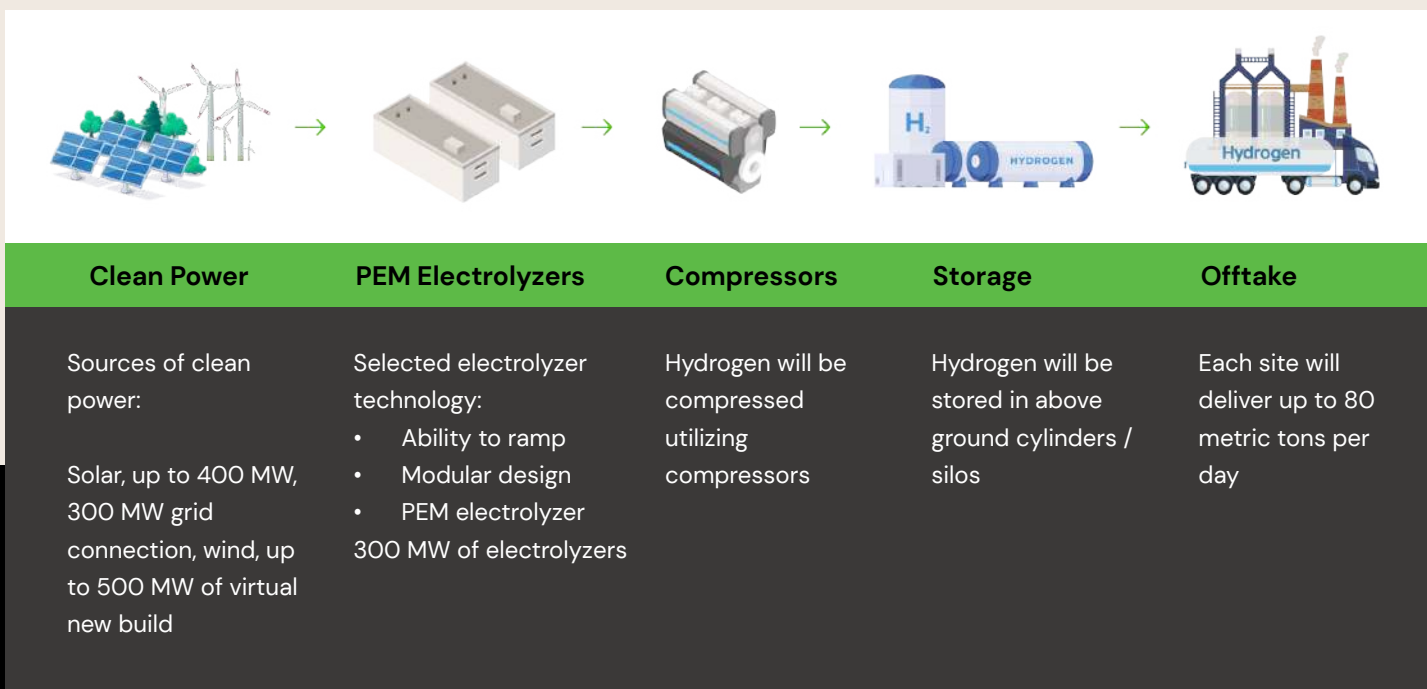 H₂
HYDROGEN
Hydrogen
Clean Power
PEM Electrolyzers
Compressors
Storage
Offtake
Sources of clean
power:
Solar, up to 400 MW,
300 MW grid
connection, wind, up
to 500 MW of virtual
new build
Selected electrolyzer
technology:
• Ability to ramp
• Modular design
• PEM electrolyzer
300 MW of electrolyzers
Hydrogen will be
compressed
utilizing
compressors
Hydrogen will be
stored in above
ground cylinders /
silos
Each site will
deliver up to 80
metric tons per
day